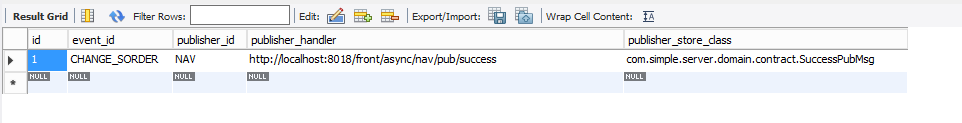 Result Grid Filter Rows: Edit: Export/Import: Wrap Cell Content: IA
id event_id publisher_id publisher_handler publisher_store_class
1 CHANGE_SORDER NAV http://localhost:8018/front/async/nav/pub/success com.simple.server.domain.contract.SuccessPubMsg
* NULL NULL NULL NULL NULL